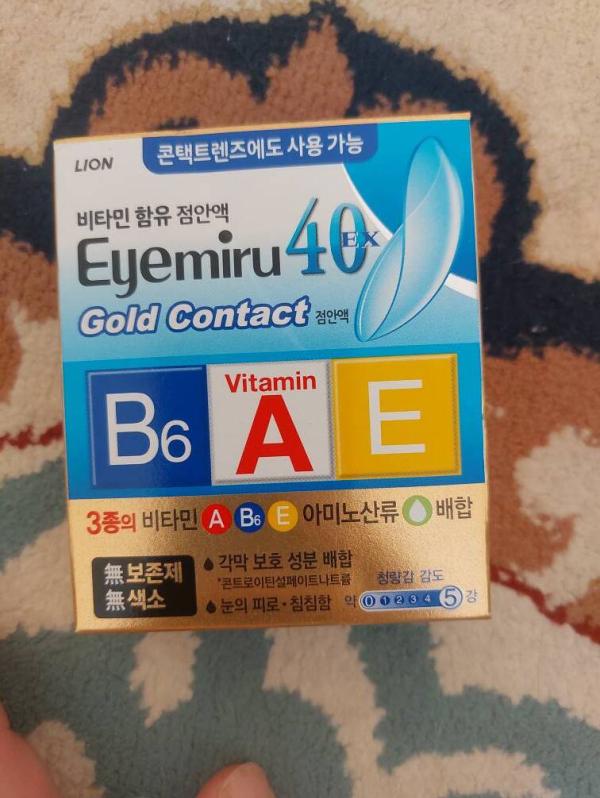 LION
콘택트렌즈에도 사용 가능
비타민 함유 점안액
Eyemiru 40 EX
Gold Contact 점안액
B6
Vitamin
A
E
3종의 비타민 A B6 E 아미노산류 배합
無 보존제
無 색소
각막 보호 성분 배합
*콘드로이틴설페이트나트륨
눈의 피로·침침함
청량감 강도
약 0 1 2 3 4 5 강